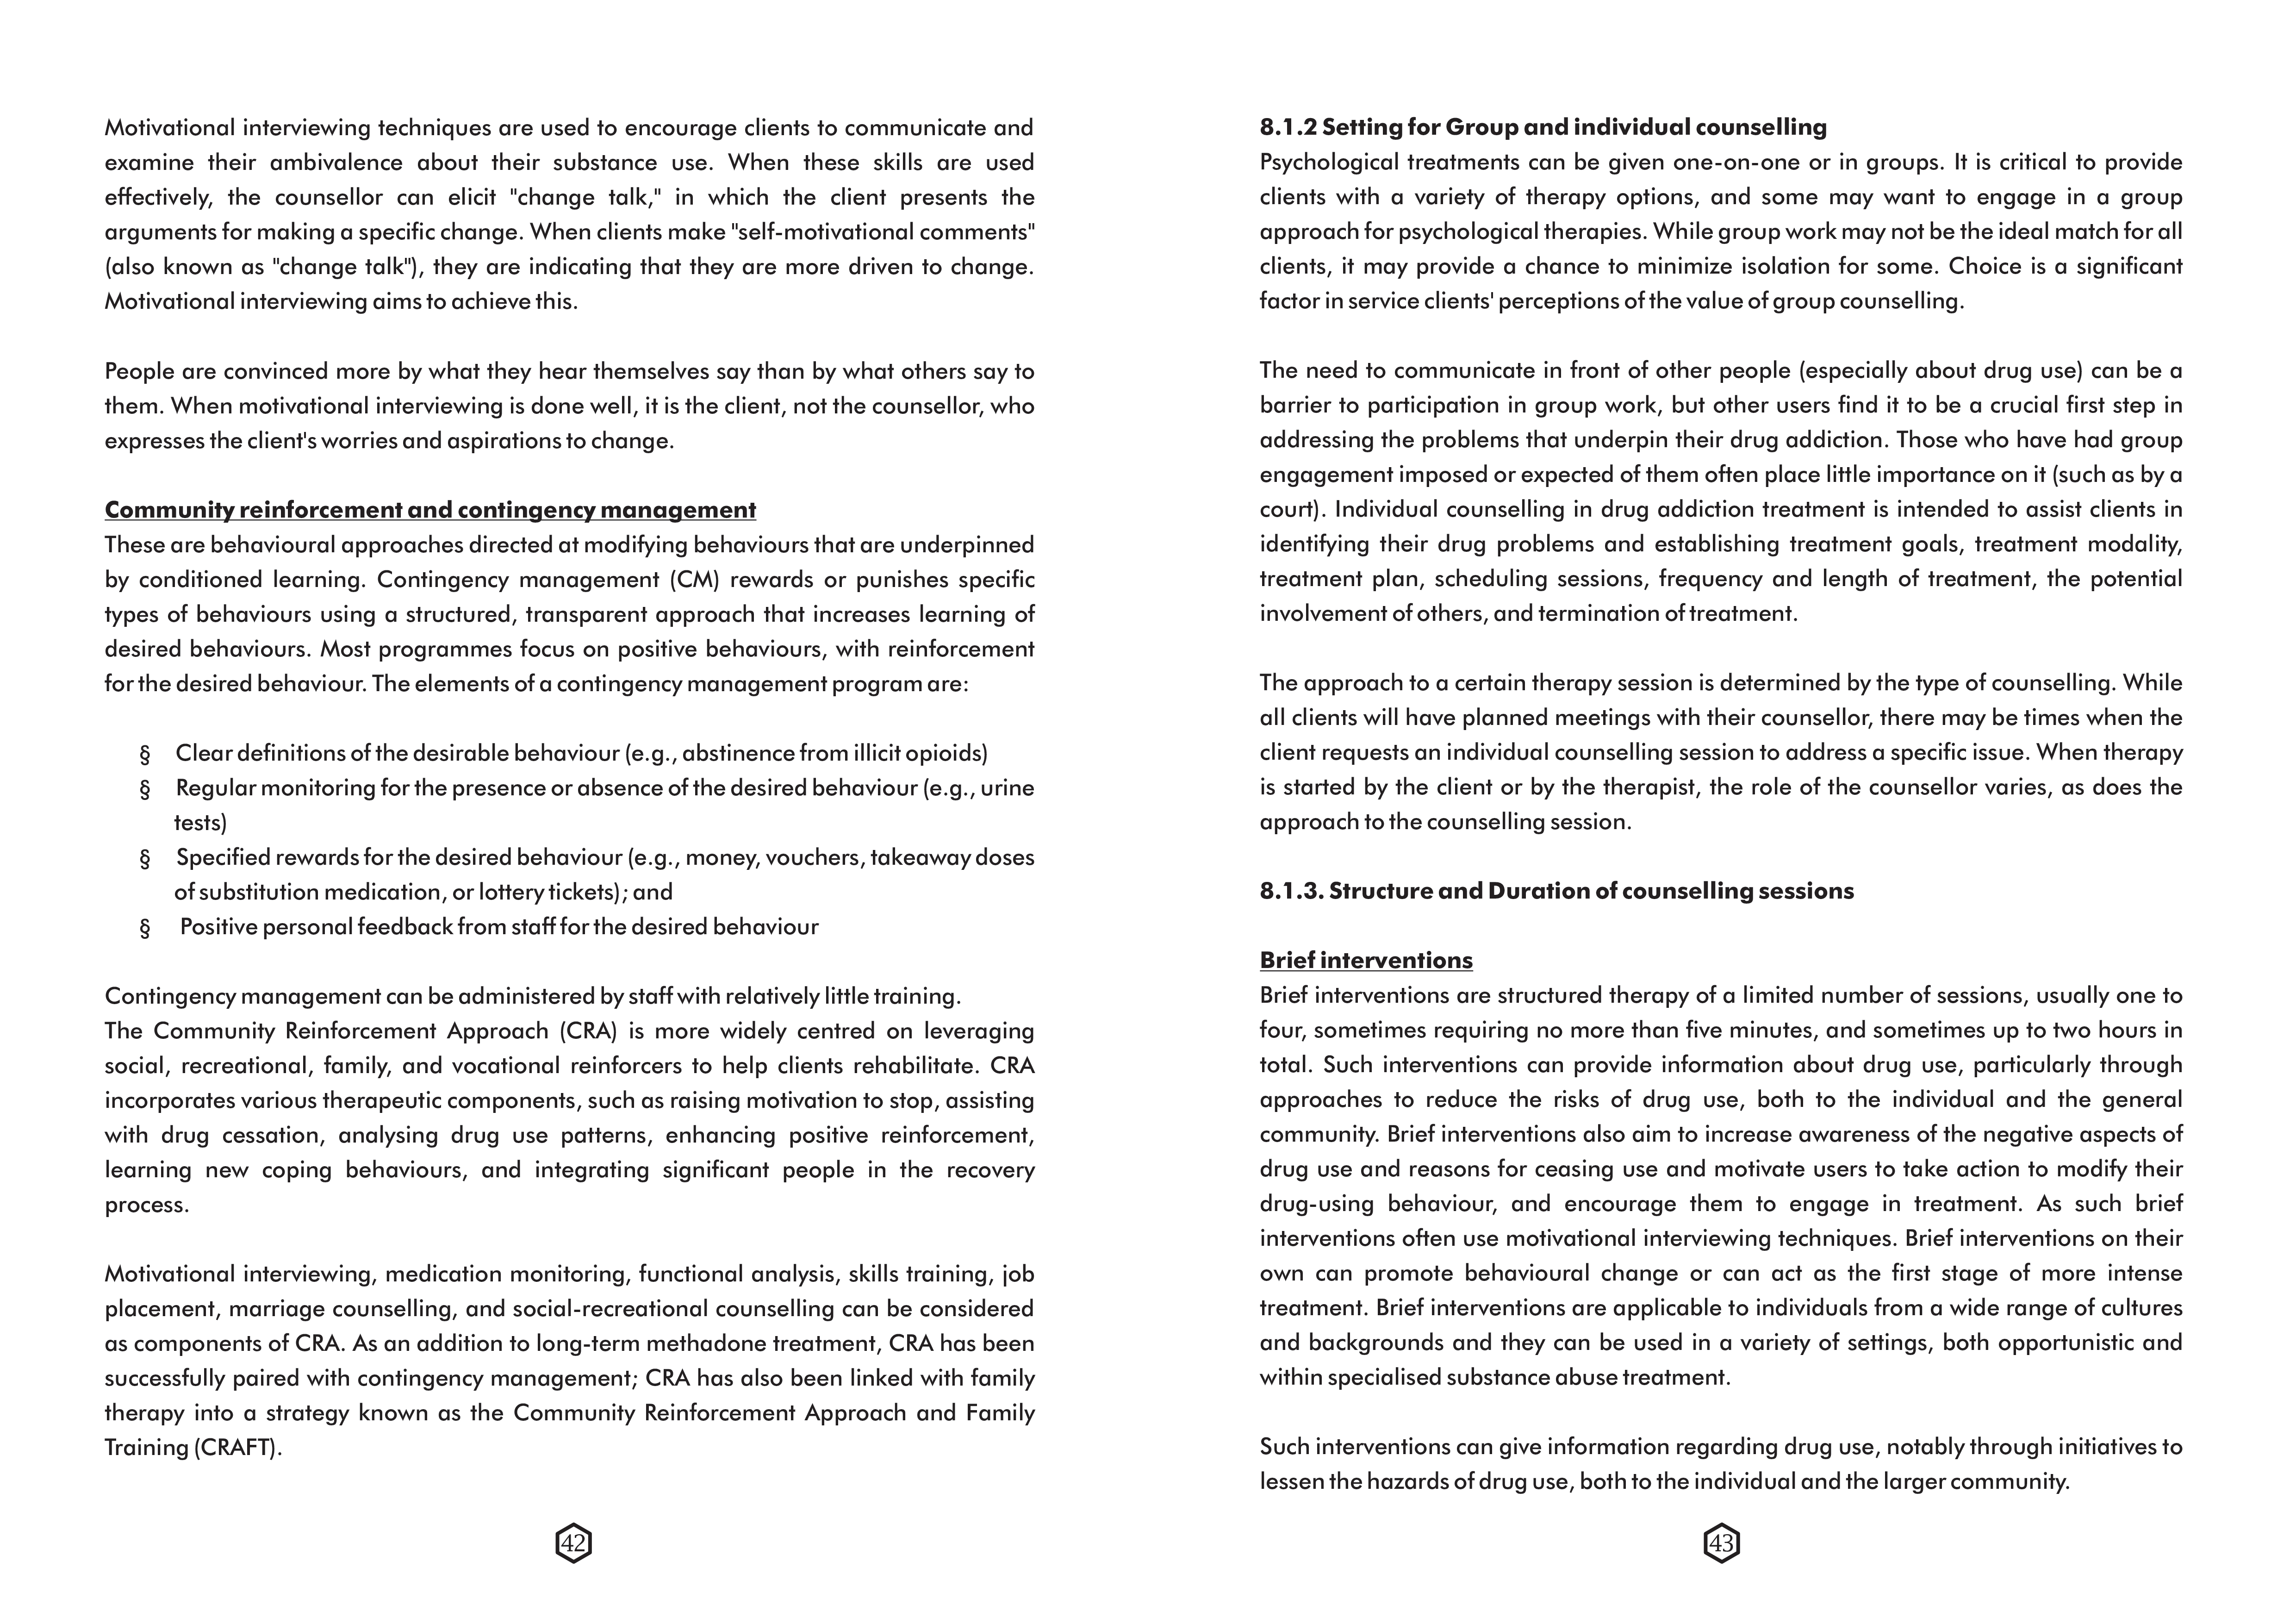 Motivational interviewing techniques are used to encourage clients to communicate and
examine their ambivalence about their substance use. When these skills are used
effectively, the counsellor can elicit "change talk," in which the client presents the
arguments for making a specific change. When clients make "self-motivational comments"
(also known as "change talk"), they are indicating that they are more driven to change.
Motivational interviewing aims to achieve this.
People are convinced more by what they hear themselves say than by what others say to
them. When motivational interviewing is done well, it is the client, not the counsellor, who
expresses the client's worries and aspirations to change.
Community reinforcement and contingency management
These are behavioural approaches directed at modifying behaviours that are underpinned
by conditioned learning. Contingency management (CM) rewards or punishes specific
types of behaviours using a structured, transparent approach that increases learning of
desired behaviours. Most programmes focus on positive behaviours, with reinforcement
for the desired behaviour. The elements of a contingency management program are:
§ Clear definitions of the desirable behaviour (e.g., abstinence from illicit opioids)
§ Regular monitoring for the presence or absence of the desired behaviour (e.g., urine
tests)
§ Specified rewards for the desired behaviour (e.g., money, vouchers, takeaway doses
of substitution medication, or lottery tickets); and
§ Positive personal feedback from staff for the desired behaviour
Contingency management can be administered by staff with relatively little training.
The Community Reinforcement Approach (CRA) is more widely centred on leveraging
social, recreational, family, and vocational reinforcers to help clients rehabilitate. CRA
incorporates various therapeutic components, such as raising motivation to stop, assisting
with drug cessation, analysing drug use patterns, enhancing positive reinforcement,
learning new coping behaviours, and integrating significant people in the recovery
process.
Motivational interviewing, medication monitoring, functional analysis, skills training, job
placement, marriage counselling, and social-recreational counselling can be considered
as components of CRA. As an addition to long-term methadone treatment, CRA has been
successfully paired with contingency management; CRA has also been linked with family
therapy into a strategy known as the Community Reinforcement Approach and Family
Training (CRAFT).
42
8.1.2 Setting for Group and individual counselling
Psychological treatments can be given one-on-one or in groups. It is critical to provide
clients with a variety of therapy options, and some may want to engage in a group
approach for psychological therapies. While group work may not be the ideal match for all
clients, it may provide a chance to minimize isolation for some. Choice is a significant
factor in service clients' perceptions of the value of group counselling.
The need to communicate in front of other people (especially about drug use) can be a
barrier to participation in group work, but other users find it to be a crucial first step in
addressing the problems that underpin their drug addiction. Those who have had group
engagement imposed or expected of them often place little importance on it (such as by a
court). Individual counselling in drug addiction treatment is intended to assist clients in
identifying their drug problems and establishing treatment goals, treatment modality,
treatment plan, scheduling sessions, frequency and length of treatment, the potential
involvement of others, and termination of treatment.
The approach to a certain therapy session is determined by the type of counselling. While
all clients will have planned meetings with their counsellor, there may be times when the
client requests an individual counselling session to address a specific issue. When therapy
is started by the client or by the therapist, the role of the counsellor varies, as does the
approach to the counselling session.
8.1.3. Structure and Duration of counselling sessions
Brief interventions
Brief interventions are structured therapy of a limited number of sessions, usually one to
four, sometimes requiring no more than five minutes, and sometimes up to two hours in
total. Such interventions can provide information about drug use, particularly through
approaches to reduce the risks of drug use, both to the individual and the general
community. Brief interventions also aim to increase awareness of the negative aspects of
drug use and reasons for ceasing use and motivate users to take action to modify their
drug-using behaviour, and encourage them to engage in treatment. As such brief
interventions often use motivational interviewing techniques. Brief interventions on their
own can promote behavioural change or can act as the first stage of more intense
treatment. Brief interventions are applicable to individuals from a wide range of cultures
and backgrounds and they can be used in a variety of settings, both opportunistic and
within specialised substance abuse treatment.
Such interventions can give information regarding drug use, notably through initiatives to
lessen the hazards of drug use, both to the individual and the larger community.
43